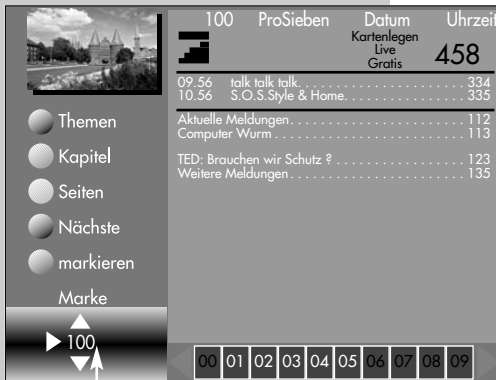 100 ProSieben Datum Uhrzeit
Kartenlegen
Live
Gratis
458
09.56 talk talk talk. . . . . . . . . . . . . . . . . . . . . . . 334
10.56 S.O.S.Style & Home. . . . . . . . . . . . . . . . 335
Aktuelle Meldungen. . . . . . . . . . . . . . . . . . . . . . . 112
Computer Wurm . . . . . . . . . . . . . . . . . . . . . . . . . 113
TED: Brauchen wir Schutz ? . . . . . . . . . . . . . . . . . 123
Weitere Meldungen. . . . . . . . . . . . . . . . . . . . . . . 135
Themen
Kapitel
Seiten
Nächste
markieren
Marke
100
00 01 02 03 04 05 06 07 08 09